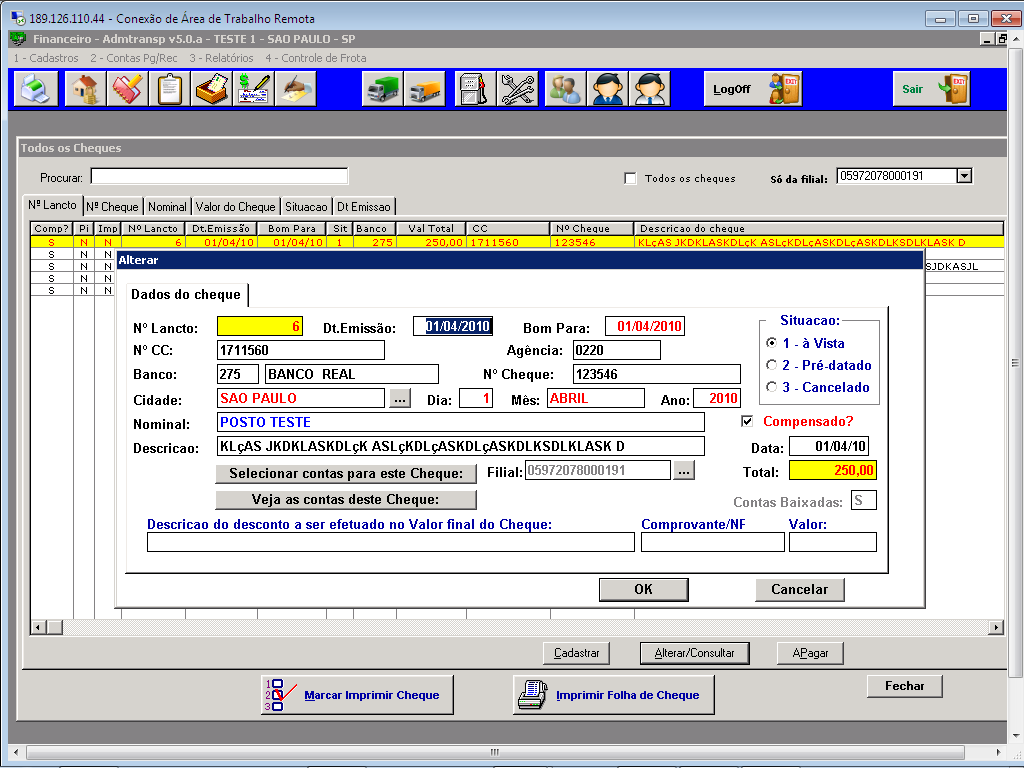 189.126.110.44 - Conexão de Área de Trabalho Remota
Financeiro - Admtransp v5.0.a - TESTE 1 - SAO PAULO - SP
1 - Cadastros 2 - Contas Pg/Rec 3 - Relatórios 4 - Controle de Frota
LogOff EXIT Sair EXIT
Todos os Cheques
Procurar: Todos os cheques Só da filial: 05972078000191
Nº Lancto Nº Cheque Nominal Valor do Cheque Situacao Dt Emissao
Comp? Pi Imp Nº Lancto Dt.Emissão Bom Para Sit Banco Val Total CC Nº Cheque Descricao do cheque
S N N 6 01/04/10 01/04/10 1 275 250,00 1711560 123546 KLçAS JKDKLASKDLçK ASLçKDLçASKDLçASKDLKSDLKLASK D
S N N
S N N SJDKASJL
S N N
S N N
Alterar
Dados do cheque
Nº Lancto: 6 Dt.Emissão: 01/04/2010 Bom Para: 01/04/2010
Situacao:
1 - à Vista
2 - Pré-datado
3 - Cancelado
Nº CC: 1711560 Agência: 0220
Banco: 275 BANCO REAL Nº Cheque: 123546
Cidade: SAO PAULO ... Dia: 1 Mês: ABRIL Ano: 2010
Nominal: POSTO TESTE Compensado?
Descricao: KLçAS JKDKLASKDLçK ASLçKDLçASKDLçASKDLKSDLKLASK D Data: 01/04/10
Selecionar contas para este Cheque: Filial: 05972078000191 ... Total: 250,00
Veja as contas deste Cheque: Contas Baixadas: S
Descricao do desconto a ser efetuado no Valor final do Cheque: Comprovante/NF Valor:
OK Cancelar
Cadastrar Alterar/Consultar APagar
1 2 3 Marcar Imprimir Cheque Imprimir Folha de Cheque Fechar